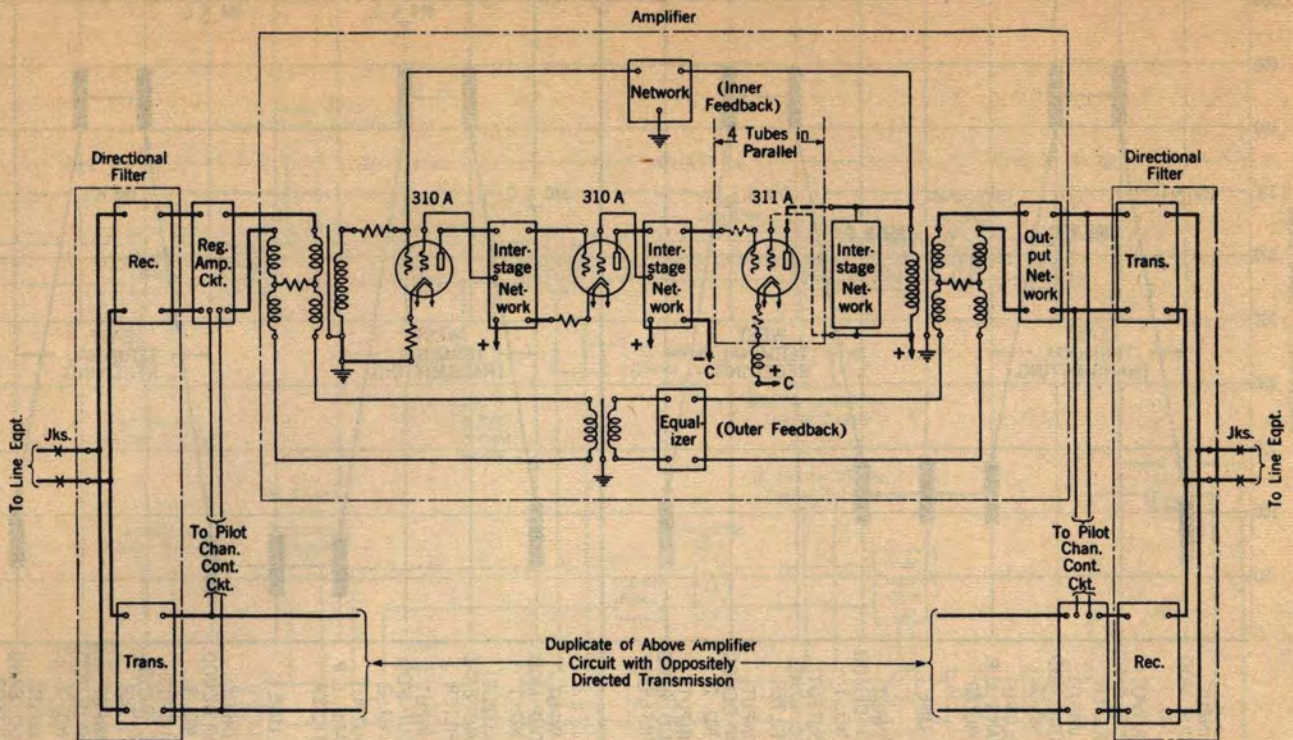 Amplifier
Network
(Inner
Feedback)
4 Tubes in
Parallel
Directional
Filter
Directional
Filter
310 A
310 A
311 A
Rec.
Reg.
Amp.
Ckt.
Inter-
stage
Net-
work
Inter-
stage
Net-
work
Inter-
stage
Net-
work
Out-
put
Net-
work
Trans.
+
+
-
C
+
C
+
Equal-
izer
(Outer Feedback)
To Line Eqpt.
Jks.
Jks.
To Line Eqpt.
To Pilot
Chan.
Cont.
Ckt.
To Pilot
Chan.
Cont.
Ckt.
Trans.
Duplicate of Above Amplifier
Circuit with Oppositely
Directed Transmission
Rec.